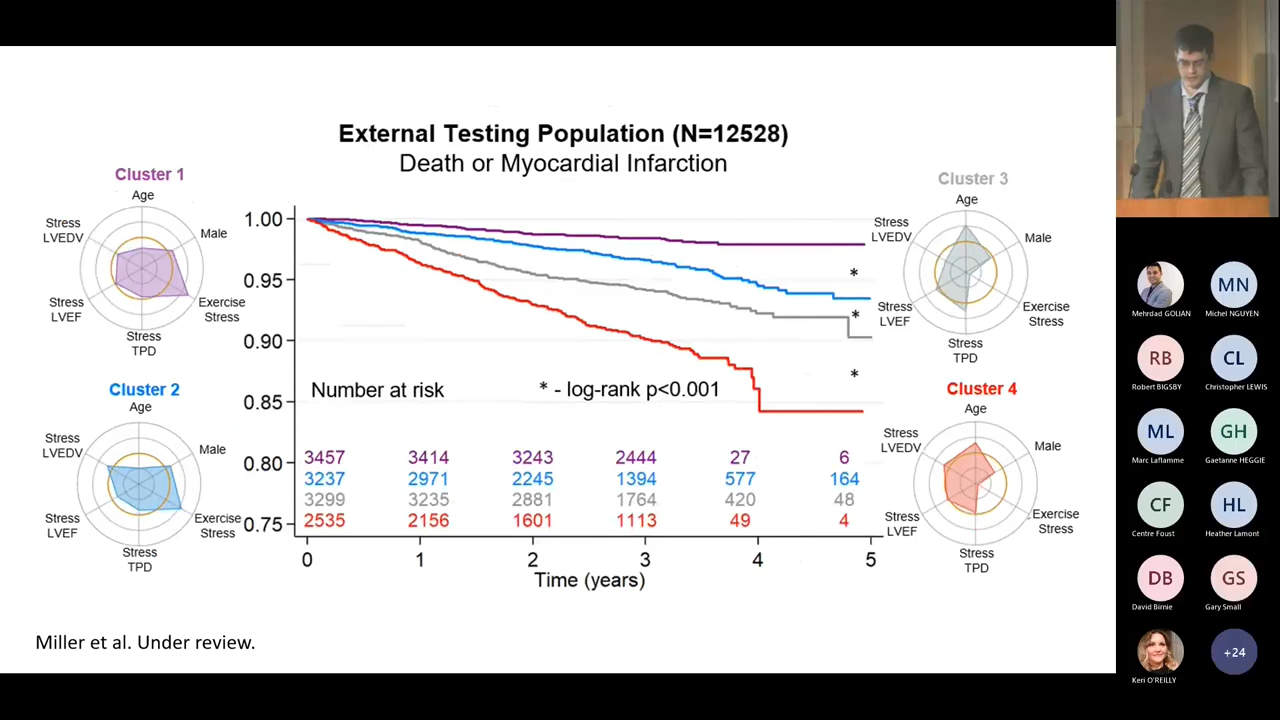 External Testing Population (N=12528)
Death or Myocardial Infarction
Cluster 1
Age
Male
Exercise
Stress
Stress
TPD
Stress
LVEF
Stress
LVEDV
Cluster 2
Age
Male
Exercise
Stress
Stress
TPD
Stress
LVEF
Stress
LVEDV
1.00
0.95
0.90
0.85
0.80
0.75
*
*
*
Number at risk
* - log-rank p<0.001
3457 3414 3243 2444 27 6
3237 2971 2245 1394 577 164
3299 3235 2881 1764 420 48
2535 2156 1601 1113 49 4
0 1 2 3 4 5
Time (years)
Cluster 3
Age
Male
Exercise
Stress
Stress
TPD
Stress
LVEF
Stress
LVEDV
Cluster 4
Age
Male
Exercise
Stress
Stress
TPD
Stress
LVEF
Stress
LVEDV
Miller et al. Under review.
Mehrdad GOLIAN
MN
Michel NGUYEN
RB
Robert BIGSBY
CL
Christopher LEWIS
ML
Marc Laflamme
GH
Gaetanne HEGGIE
CF
Centre Foust
HL
Heather Lamont
DB
David Birnie
GS
Gary Small
Keri O'REILLY
+24